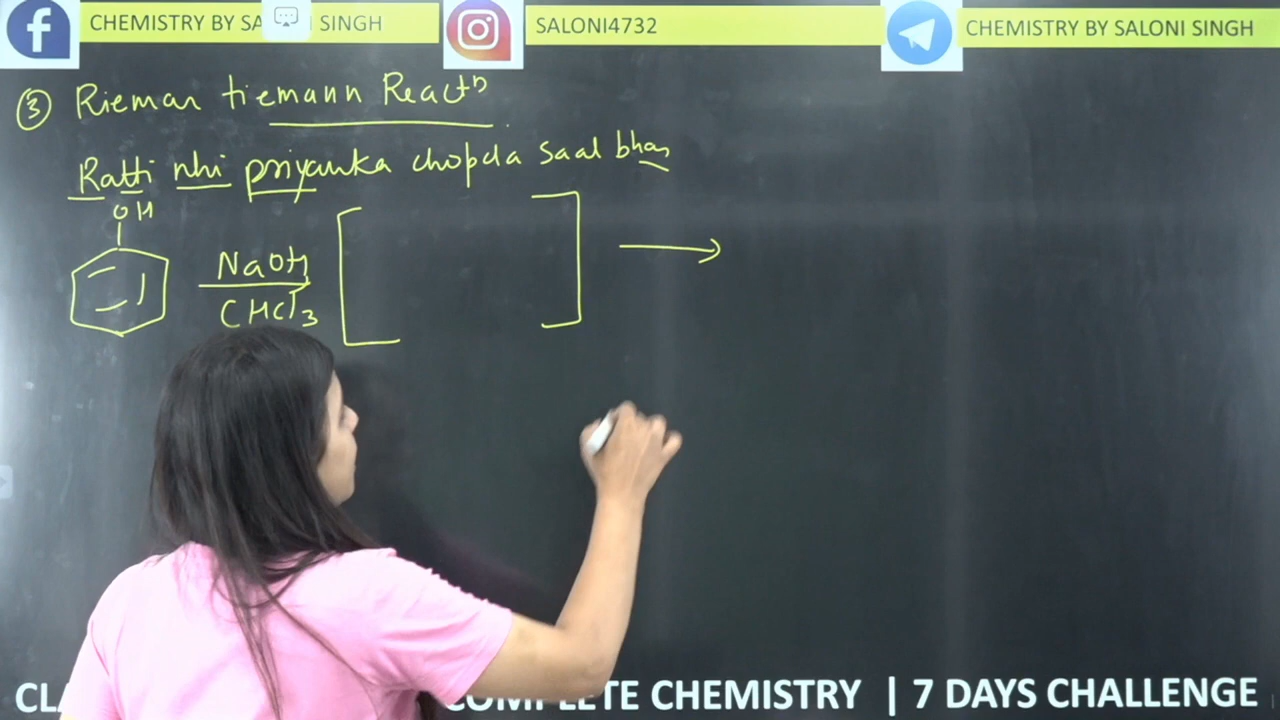 CHEMISTRY BY SA SINGH
SALONI4732
CHEMISTRY BY SALONI SINGH
③ Riemar tiemann Reactn
Ratti nhi priyanka chopda saal bhar
OH
NaOH
CHCl3
CL COMPLETE CHEMISTRY | 7 DAYS CHALLENGE